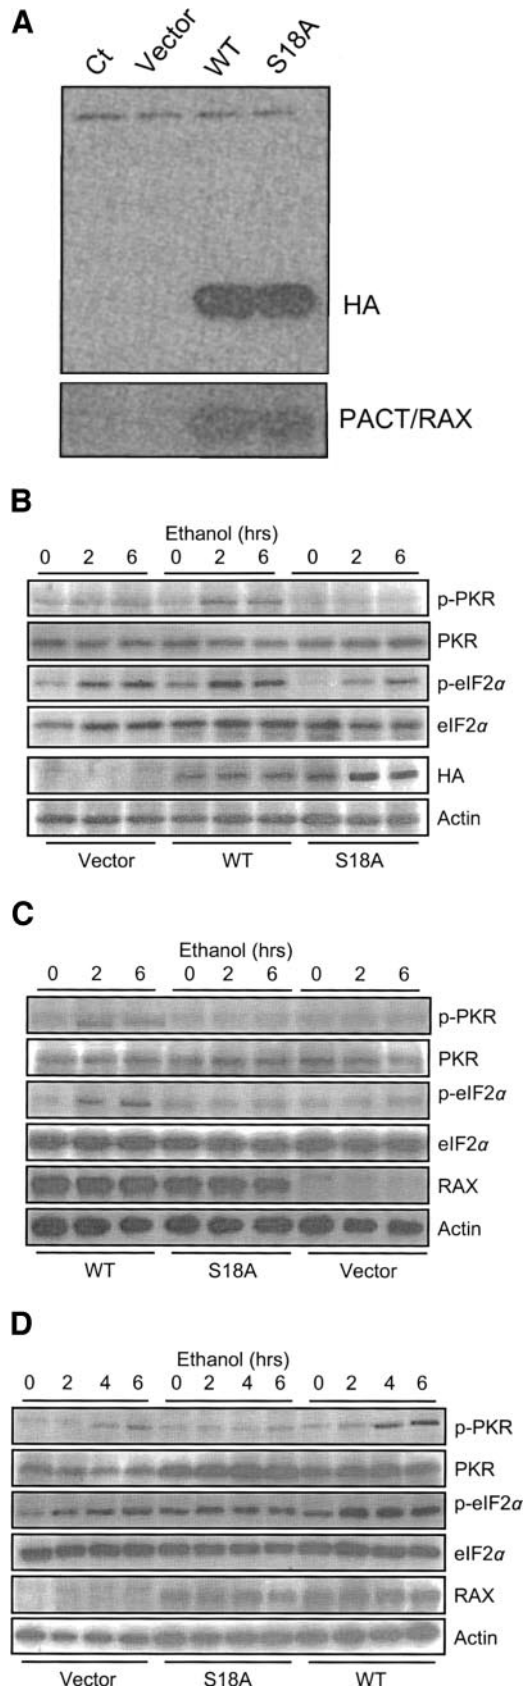 A
Ct Vector WT S18A
HA
PACT/RAX
B
Ethanol (hrs)
0 2 6 0 2 6 0 2 6
p-PKR
PKR
p-eIF2α
eIF2α
HA
Actin
Vector WT S18A
C
Ethanol (hrs)
0 2 6 0 2 6 0 2 6
p-PKR
PKR
p-eIF2α
eIF2α
RAX
Actin
WT S18A Vector
D
Ethanol (hrs)
0 2 4 6 0 2 4 6 0 2 4 6
p-PKR
PKR
p-eIF2α
eIF2α
RAX
Actin
Vector S18A WT